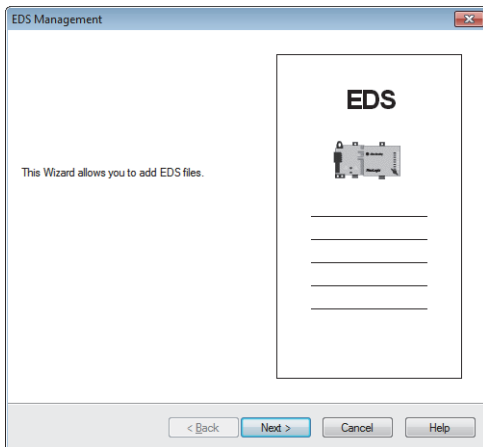 EDS Management
EDS
This Wizard allows you to add EDS files.
< Back
Next >
Cancel
Help